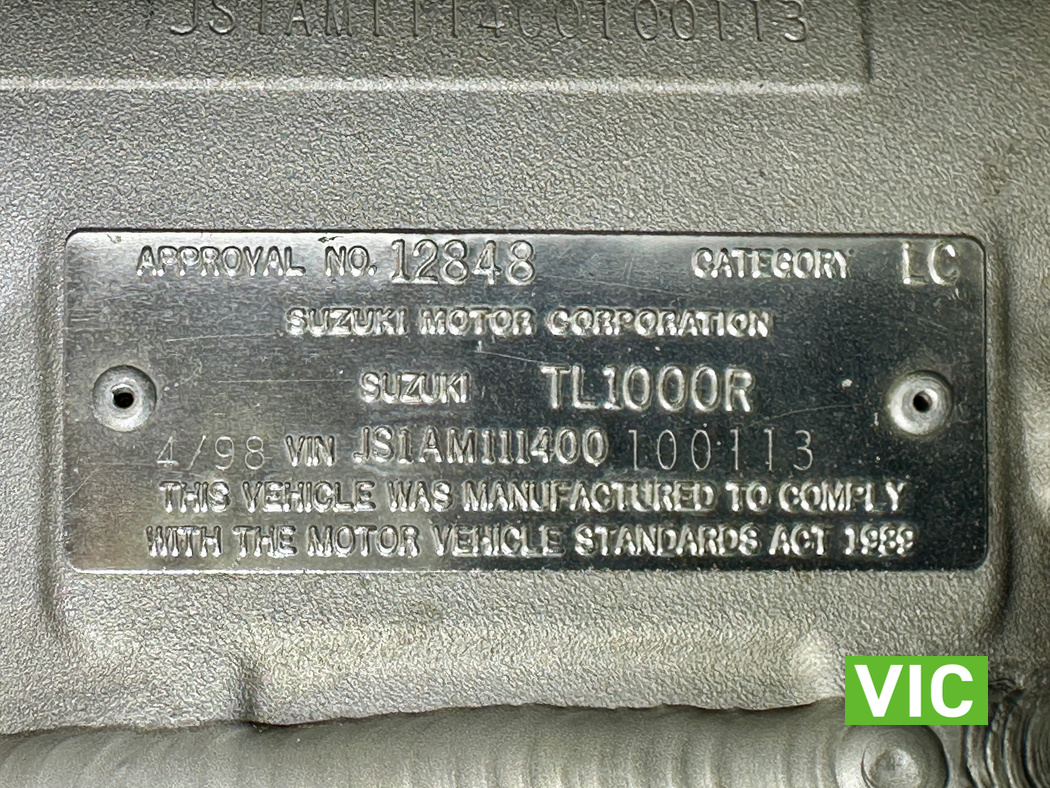 JS1AM111400100113
APPROVAL NO. 12848 CATEGORY LC
SUZUKI MOTOR CORPORATION
SUZUKI TL1000R
4/98 VIN JS1AM111400 100113
THIS VEHICLE WAS MANUFACTURED TO COMPLY
WITH THE MOTOR VEHICLE STANDARDS ACT 1989
VIC